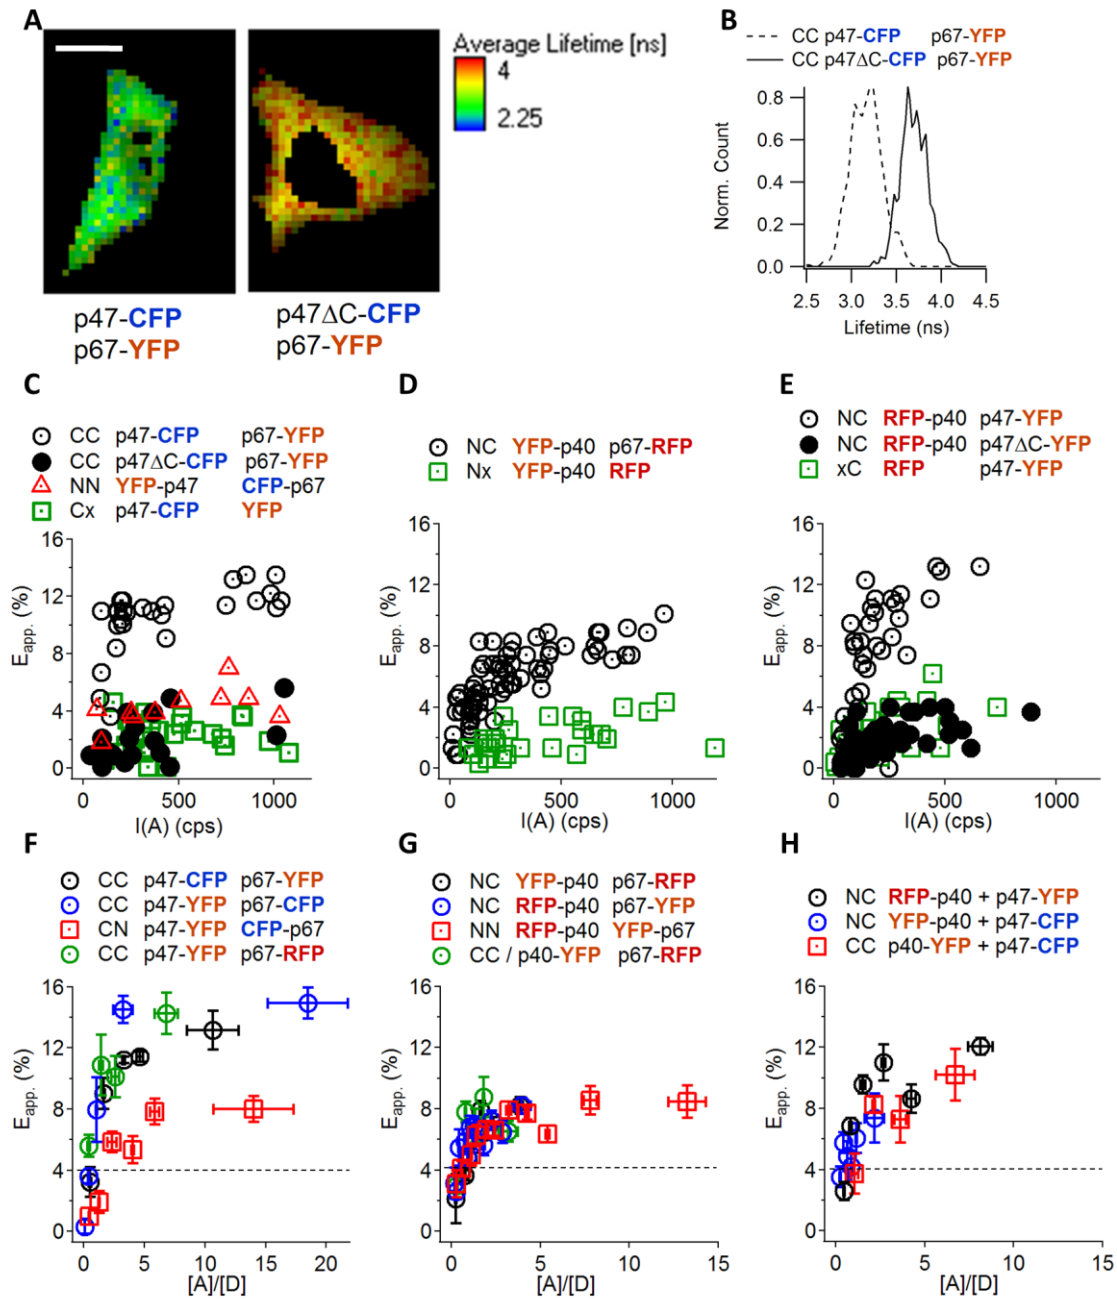 A
Average Lifetime [ns]
4
2.25
p47-CFP
p67-YFP
p47ΔC-CFP
p67-YFP
B
CC p47-CFP p67-YFP
CC p47ΔC-CFP p67-YFP
Norm. Count
0.8
0.6
0.4
0.2
0.0
2.5 3.0 3.5 4.0 4.5
Lifetime (ns)
C
CC p47-CFP p67-YFP
CC p47ΔC-CFP p67-YFP
NN YFP-p47 CFP-p67
Cx p47-CFP YFP
16
12
8
4
0
Eapp. (%)
0 500 1000
I(A) (cps)
D
NC YFP-p40 p67-RFP
Nx YFP-p40 RFP
16
12
8
4
0
Eapp. (%)
0 500 1000
I(A) (cps)
E
NC RFP-p40 p47-YFP
NC RFP-p40 p47ΔC-YFP
xC RFP p47-YFP
16
12
8
4
0
Eapp. (%)
0 500 1000
I(A) (cps)
F
CC p47-CFP p67-YFP
CC p47-YFP p67-CFP
CN p47-YFP CFP-p67
CC p47-YFP p67-RFP
16
12
8
4
0
Eapp. (%)
0 5 10 15 20
[A]/[D]
G
NC YFP-p40 p67-RFP
NC RFP-p40 p67-YFP
NN RFP-p40 YFP-p67
CC / p40-YFP p67-RFP
16
12
8
4
0
Eapp. (%)
0 5 10 15
[A]/[D]
H
NC RFP-p40 + p47-YFP
NC YFP-p40 + p47-CFP
CC p40-YFP + p47-CFP
16
12
8
4
0
Eapp. (%)
0 5 10 15
[A]/[D]